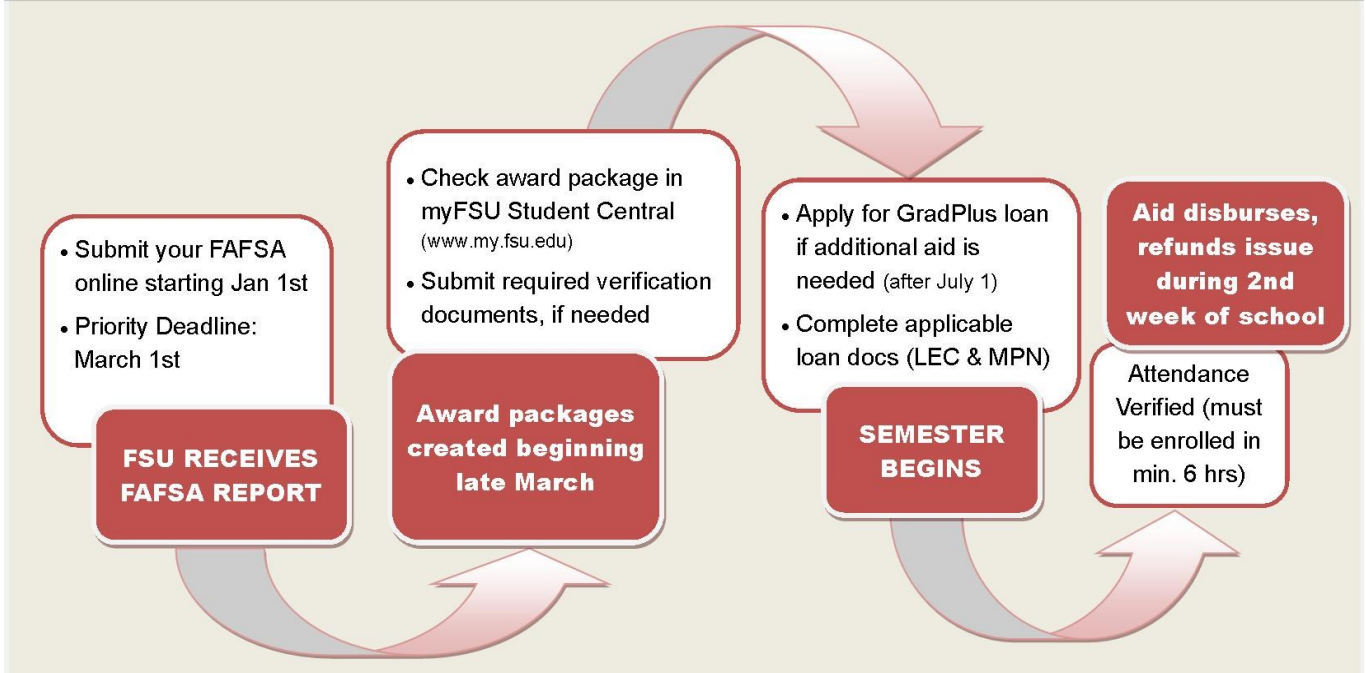 • Submit your FAFSA
online starting Jan 1st
• Priority Deadline:
March 1st
FSU RECEIVES
FAFSA REPORT
• Check award package in
myFSU Student Central
(www.my.fsu.edu)
• Submit required verification
documents, if needed
Award packages
created beginning
late March
• Apply for GradPlus loan
if additional aid is
needed (after July 1)
• Complete applicable
loan docs (LEC & MPN)
SEMESTER
BEGINS
Aid disburses,
refunds issue
during 2nd
week of school
Attendance
Verified (must
be enrolled in
min. 6 hrs)